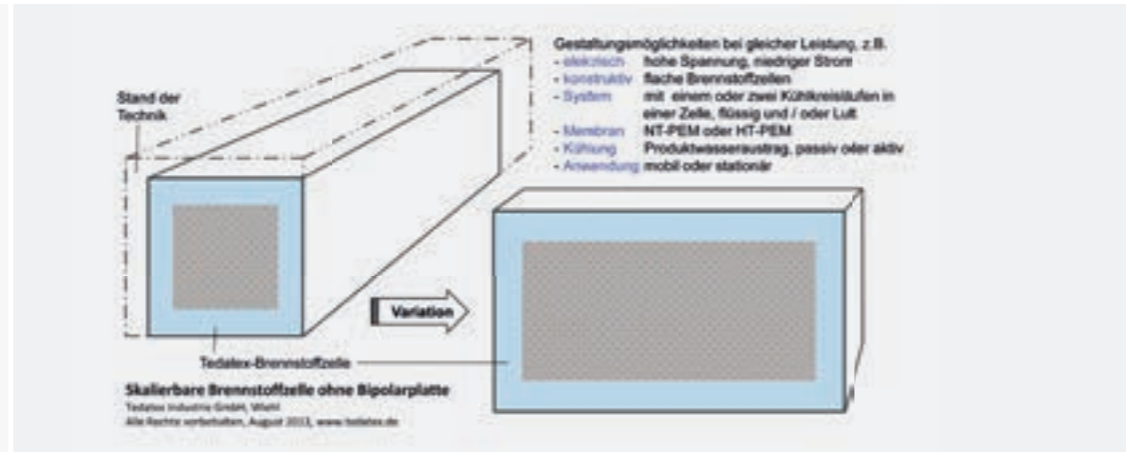 Gestaltungsmöglichkeiten bei gleicher Leistung, z.B.
- elektrisch hohe Spannung, niedriger Strom
- konstruktiv flache Brennstoffzellen
- System mit einem oder zwei Kühlkreisläufen in
einer Zelle, flüssig und / oder Luft
- Membran NT-PEM oder HT-PEM
- Kühlung Produktwasseraustrag, passiv oder aktiv
- Anwendung mobil oder stationär
Stand der
Technik
Variation
Tedatex-Brennstoffzelle
Skalierbare Brennstoffzelle ohne Bipolarplatte
Tedatex Industrie GmbH, Wiehl
Alle Rechte vorbehalten, August 2013, www.tedatex.de